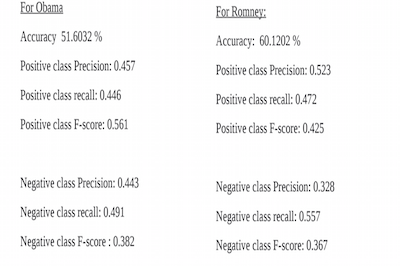 For Obama
Accuracy 51.6032 %
Positive class Precision: 0.457
Positive class recall: 0.446
Positive class F-score: 0.561
Negative class Precision: 0.443
Negative class recall: 0.491
Negative class F-score : 0.382
For Romney:
Accuracy: 60.1202 %
Positive class Precision: 0.523
Positive class recall: 0.472
Positive class F-score: 0.425
Negative class Precision: 0.328
Negative class recall: 0.557
Negative class F-score: 0.367